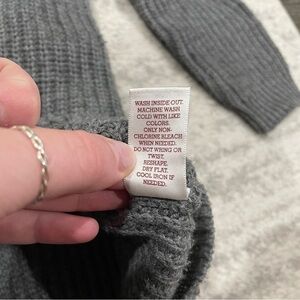 WASH INSIDE OUT.
MACHINE WASH
COLD WITH LIKE
COLORS.
ONLY NON-
CHLORINE BLEACH
WHEN NEEDED.
DO NOT WRING OR
TWIST.
RESHAPE.
DRY FLAT.
COOL IRON IF
NEEDED.